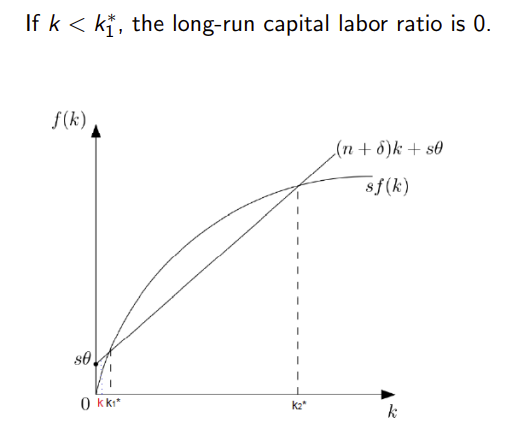 If k < k₁*, the long-run capital labor ratio is 0.
f(k)
(n + δ)k + sθ
sf(k)
sθ
0 k k₁* k₂* k